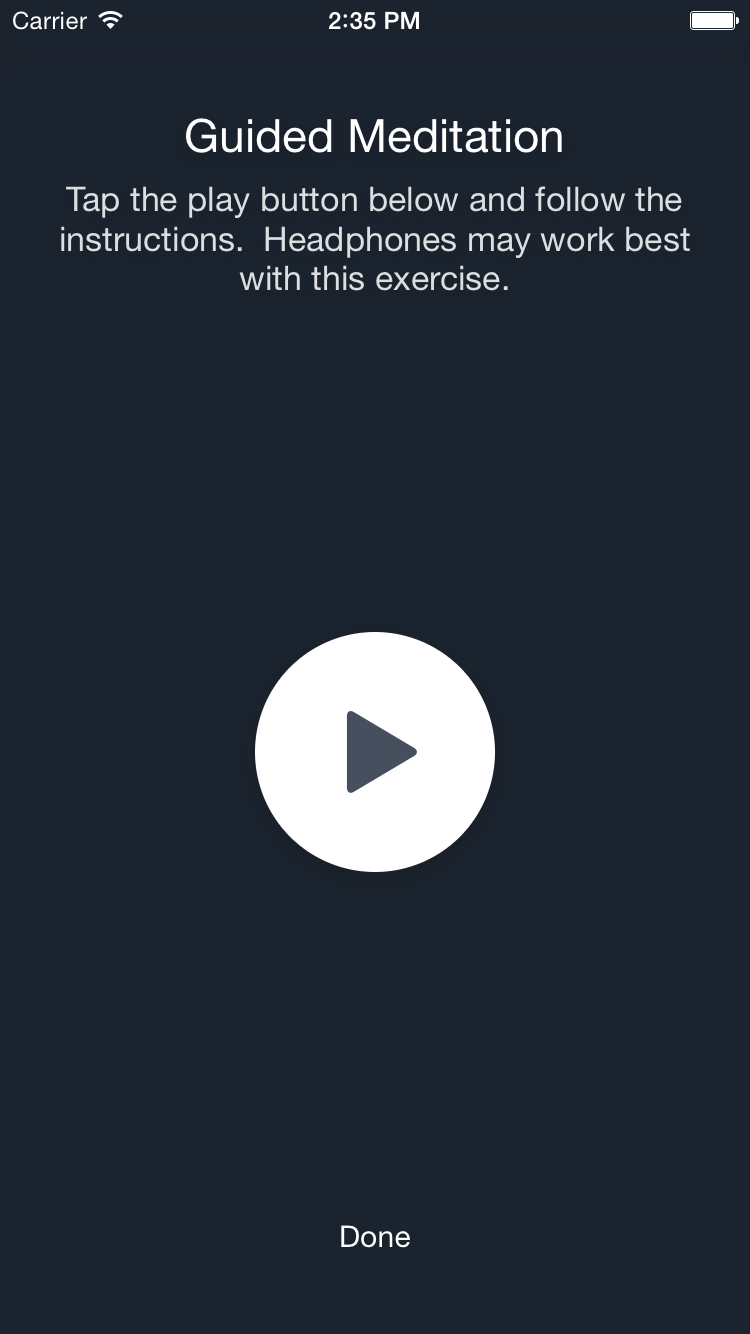 Carrier
2:35 PM
Guided Meditation
Tap the play button below and follow the
instructions.  Headphones may work best
with this exercise.
Done